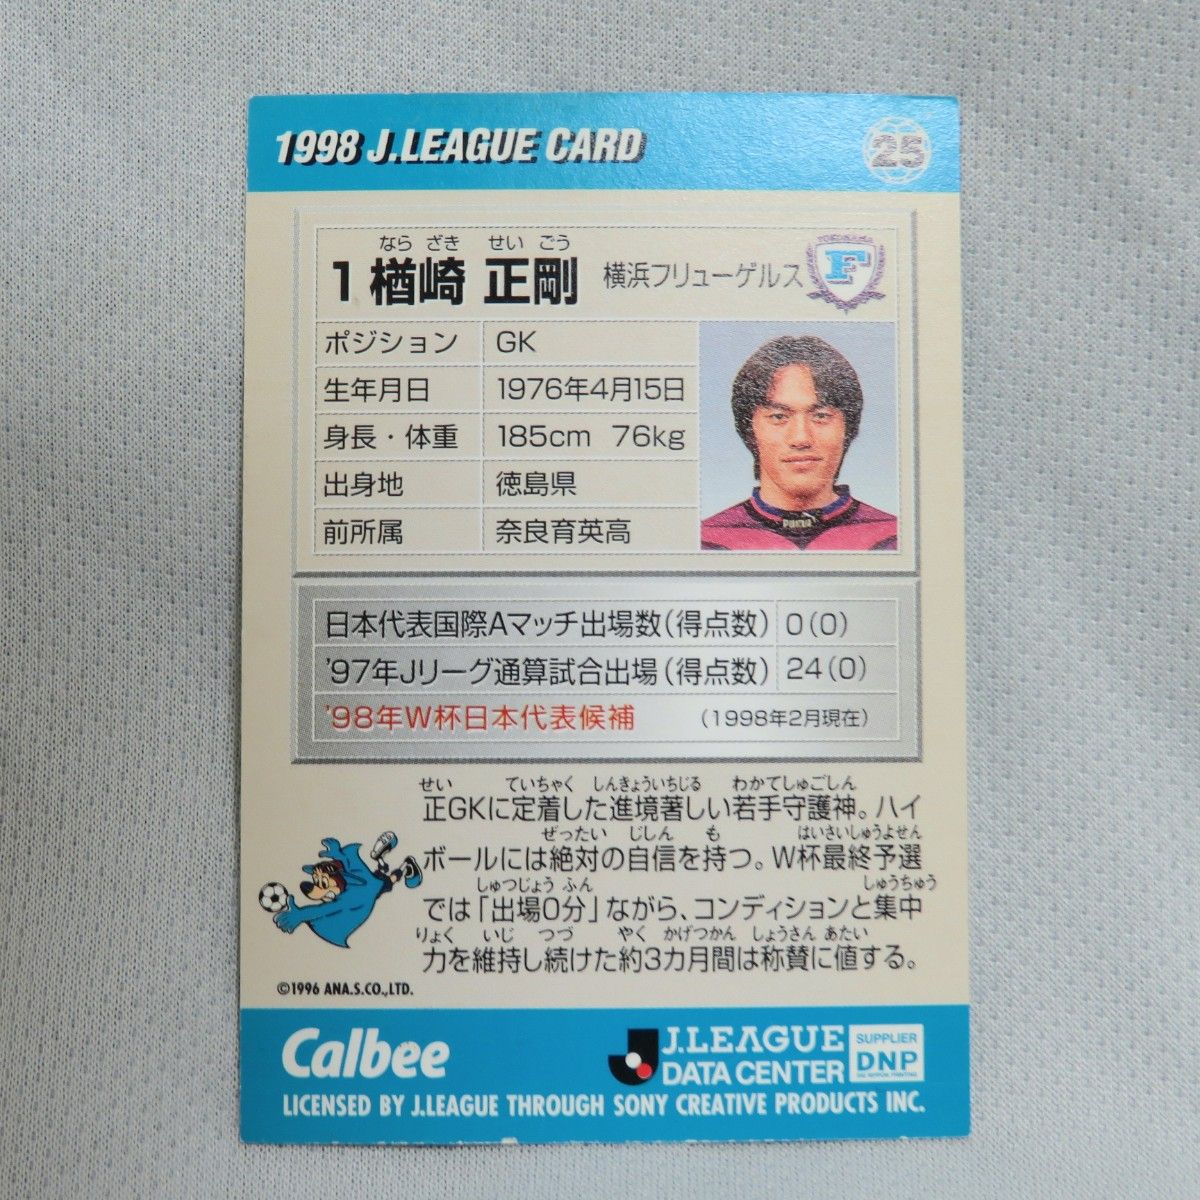 1998 J.LEAGUE CARD 25
なら ざき せい ごう
1 楢崎 正剛 横浜フリューゲルス
YOKOHAMA
F
ポジション GK
生年月日 1976年4月15日
身長・体重 185cm 76kg
出身地 徳島県
前所属 奈良育英高
PUMA
日本代表国際Aマッチ出場数(得点数) 0(0)
'97年Jリーグ通算試合出場(得点数) 24(0)
'98年W杯日本代表候補 (1998年2月現在)
せい ていちゃく しんきょういちじる わかてしゅごしん
正GKに定着した進境著しい若手守護神。ハイ
ぜったい じしん も はいさいしゅうよせん
ボールには絶対の自信を持つ。W杯最終予選
しゅつじょう ふん しゅうちゅう
では「出場0分」ながら、コンディションと集中
りょく いじ つづ やく かげつかん しょうさん あたい
力を維持し続けた約3カ月間は称賛に値する。
©1996 ANA.S.CO.,LTD.
Calbee
J.LEAGUE
DATA CENTER
SUPPLIER
DNP
DAI NIPPON PRINTING
LICENSED BY J.LEAGUE THROUGH SONY CREATIVE PRODUCTS INC.